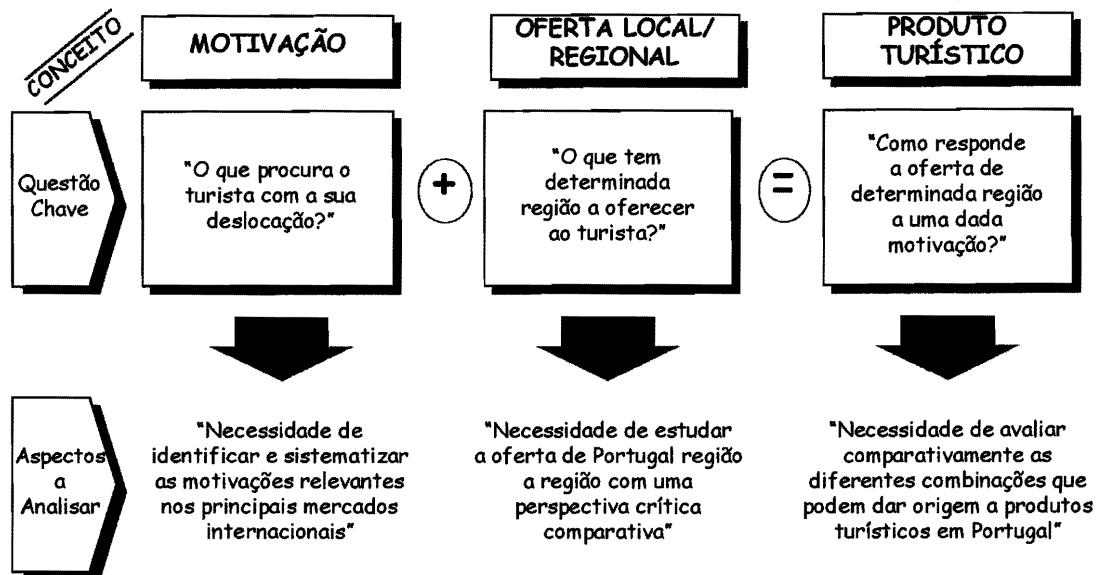 CONCEITO
MOTIVAÇÃO
OFERTA LOCAL/
REGIONAL
PRODUTO
TURÍSTICO
Questão
Chave
"O que procura o
turista com a sua
deslocação?"
+
"O que tem
determinada
região a oferecer
ao turista?"
=
"Como responde
a oferta de
determinada região
a uma dada
motivação?"
Aspectos
a
Analisar
"Necessidade de
identificar e sistematizar
as motivações relevantes
nos principais mercados
internacionais"
"Necessidade de estudar
a oferta de Portugal região
a região com uma
perspectiva crítica
comparativa"
"Necessidade de avaliar
comparativamente as
diferentes combinações que
podem dar origem a produtos
turísticos em Portugal"